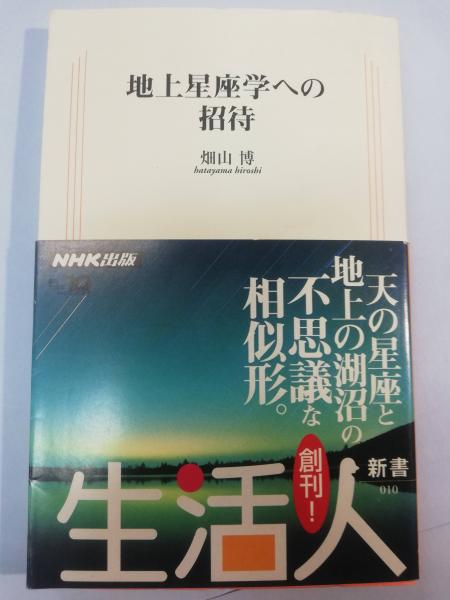 地上星座学への
招待
畑山 博
hatayama hiroshi
NHK出版
天の星座と
地上の湖沼の
不思議な
相似形。
創刊!
生活人
新書
010